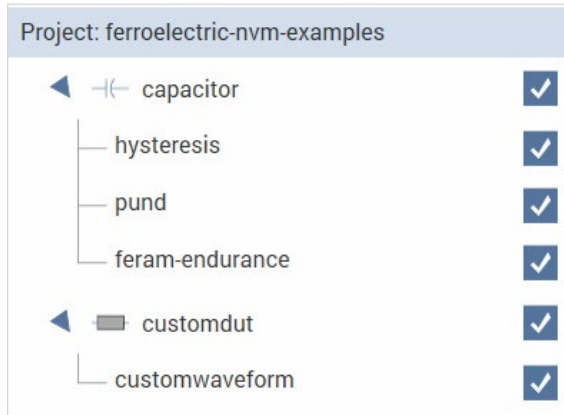 Project: ferroelectric-nvm-examples
capacitor
hysteresis
pund
feram-endurance
customdut
customwaveform